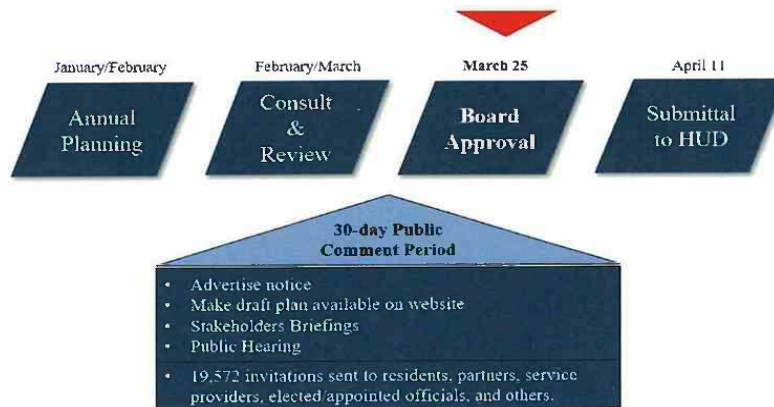 January/February
February/March
March 25
April 11
Annual
Planning
Consult
&
Review
Board
Approval
Submittal
to HUD
30-day Public
Comment Period
• Advertise notice
• Make draft plan available on website
• Stakeholders Briefings
• Public Hearing
• 19,572 invitations sent to residents, partners, service
providers, elected/appointed officials, and others.